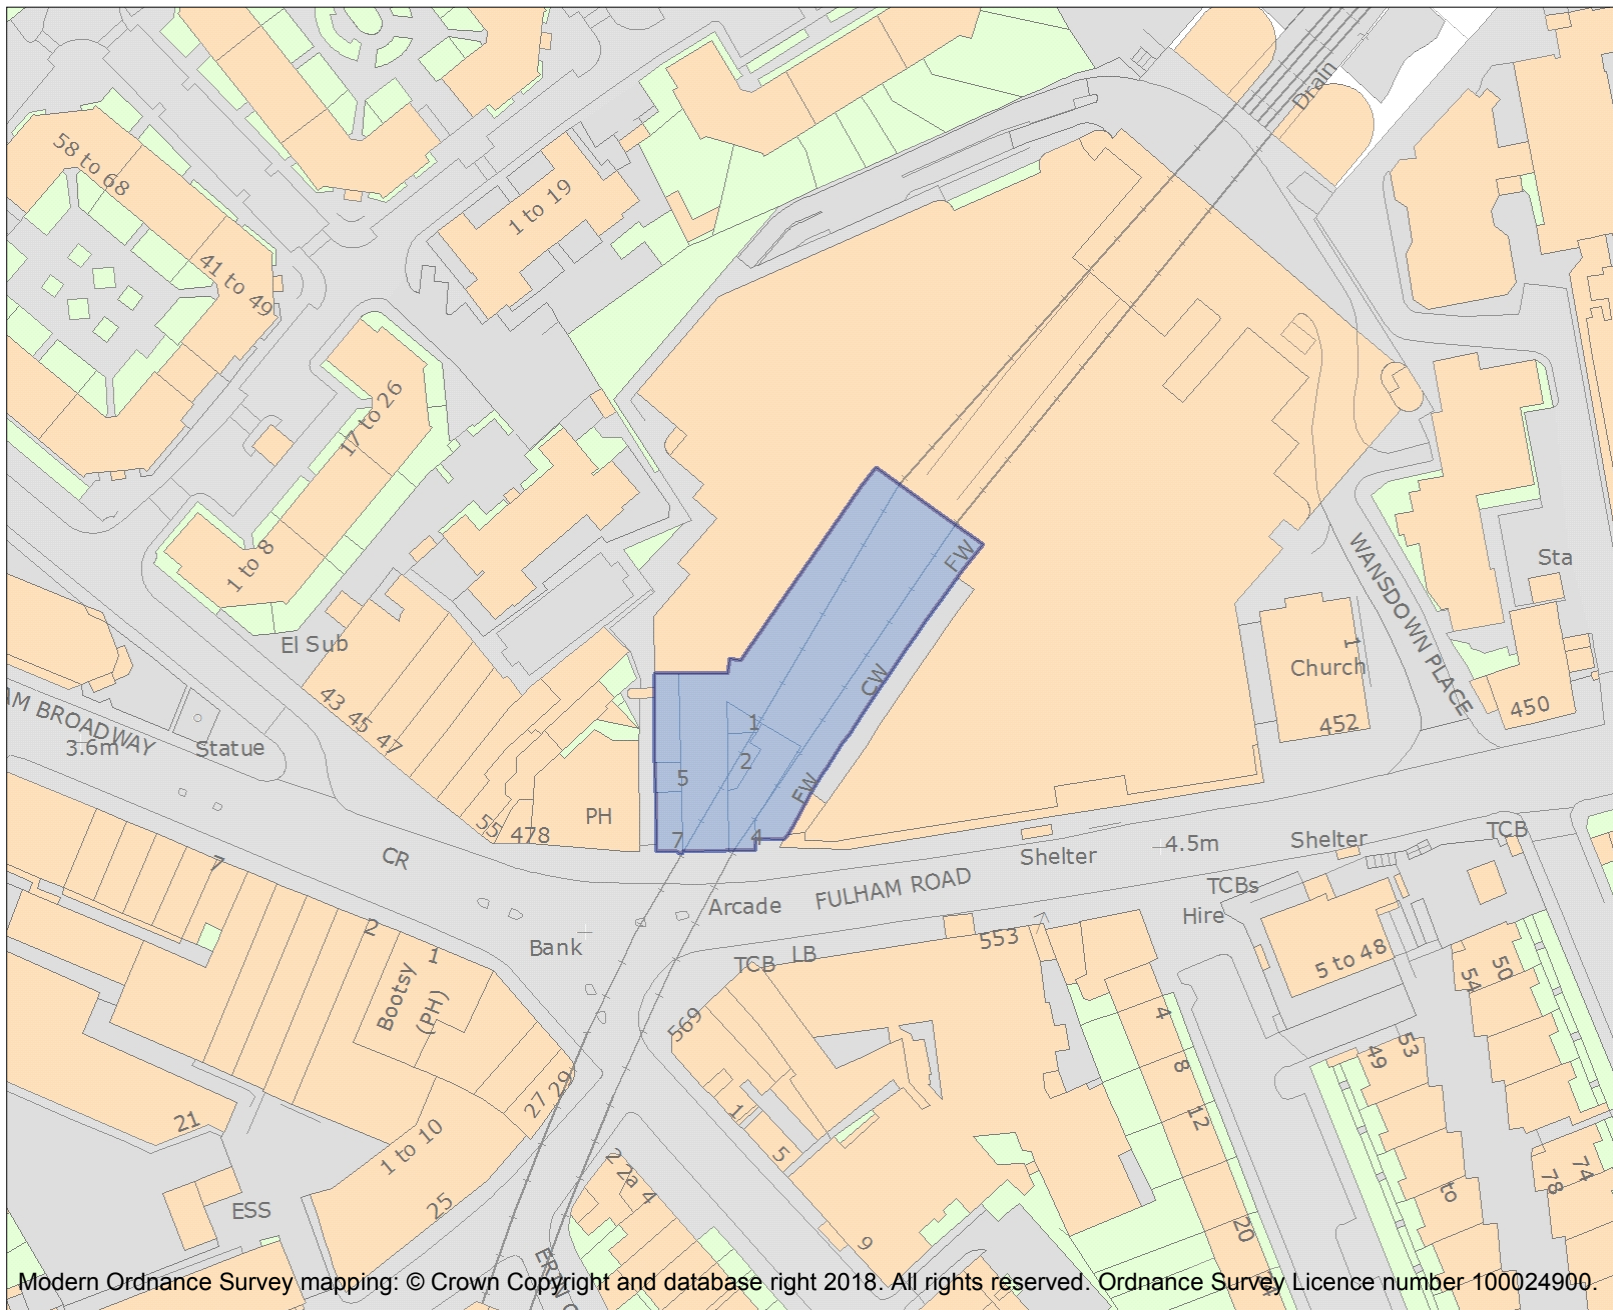 Drain
58 to 68
1 to 19
41 to 49
17 to 26
1 to 8
El Sub
43 45 47
AM BROADWAY
3.6m
Statue
55
478
PH
5
7
1
2
4
FW
CW
FW
WANSDOWN PLACE
Sta
Church
1
452
450
7
CR
2
1
Bootsy
(PH)
Bank
Arcade
FULHAM ROAD
Shelter
4.5m
Shelter
TCB
TCBs
Hire
TCB
LB
553
5 to 48
54
50
569
27 29
21
1 to 10
25
ESS
1
5
9
2 2a 4
4
8
12
20
49
53
to
78
74
Modern Ordnance Survey mapping: © Crown Copyright and database right 2018. All rights reserved. Ordnance Survey Licence number 100024900.